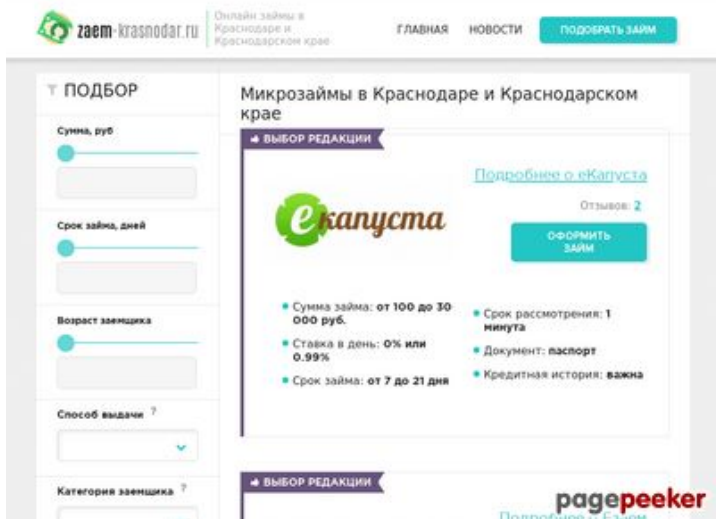 zaem-krasnodar.ru
Онлайн займы в
Краснодаре и
Краснодарском крае
ГЛАВНАЯ
НОВОСТИ
ПОДОБРАТЬ ЗАЙМ
ПОДБОР
Сумма, руб
Срок займа, дней
Возраст заемщика
Способ выдачи ?
Категория заемщика ?
Микрозаймы в Краснодаре и Краснодарском
крае
ВЫБОР РЕДАКЦИИ
екапуста
Подробнее о еКапуста
Отзывов: 2
ОФОРМИТЬ
ЗАЙМ
Сумма займа: от 100 до 30
000 руб.
Ставка в день: 0% или
0.99%
Срок займа: от 7 до 21 дня
Срок рассмотрения: 1
минута
Документ: паспорт
Кредитная история: важна
ВЫБОР РЕДАКЦИИ
Подробнее о Езаем
pagepeeker